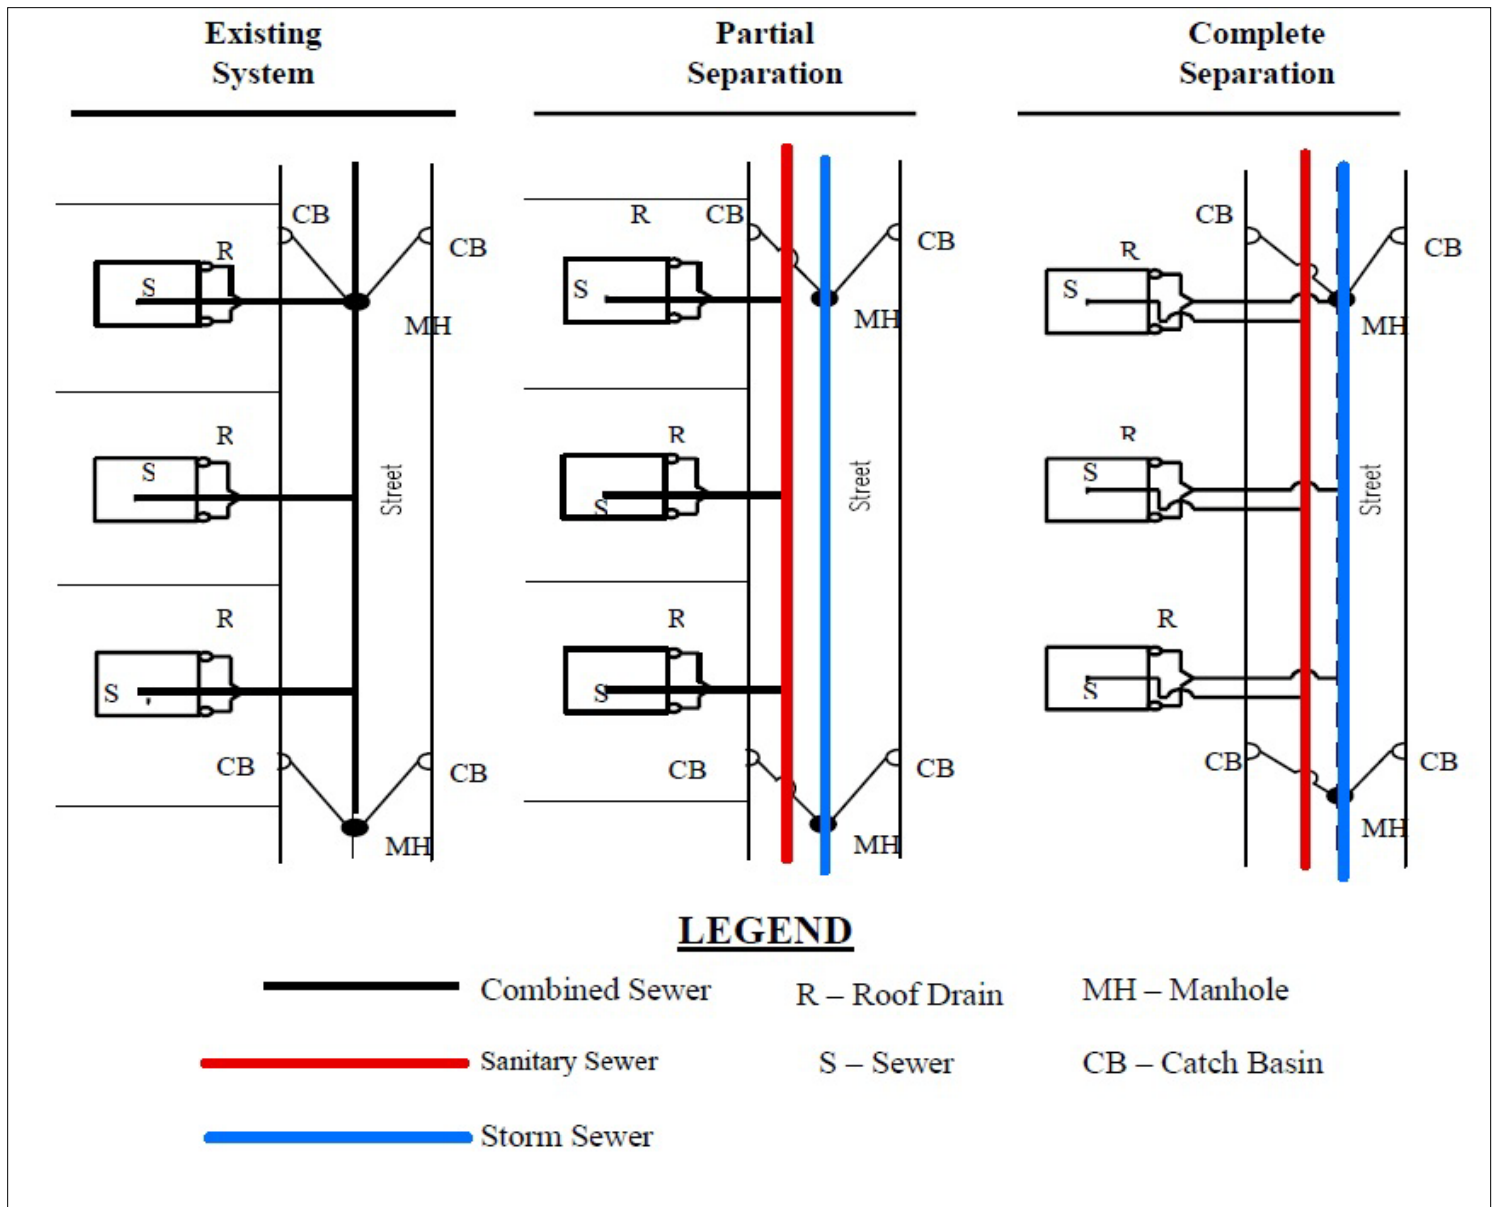 Existing
System
Partial
Separation
Complete
Separation
CB
R
CB
S
MH
R
S
Street
R
S
CB
CB
MH
R
CB
CB
S
MH
R
S
Street
R
S
CB
CB
MH
CB
CB
R
S
MH
R
S
Street
R
S
CB
CB
MH
LEGEND
Combined Sewer
R – Roof Drain
MH – Manhole
Sanitary Sewer
S – Sewer
CB – Catch Basin
Storm Sewer